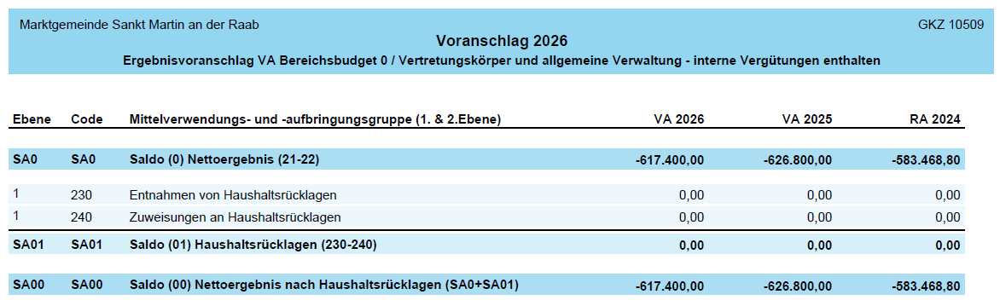 Marktgemeinde Sankt Martin an der Raab GKZ 10509
Voranschlag 2026
Ergebnisvoranschlag VA Bereichsbudget 0 / Vertretungskörper und allgemeine Verwaltung - interne Vergütungen enthalten
Ebene Code Mittelverwendungs- und -aufbringungsgruppe (1. & 2.Ebene) VA 2026 VA 2025 RA 2024
SA0 SA0 Saldo (0) Nettoergebnis (21-22) -617.400,00 -626.800,00 -583.468,80
1 230 Entnahmen von Haushaltsrücklagen 0,00 0,00 0,00
1 240 Zuweisungen an Haushaltsrücklagen 0,00 0,00 0,00
SA01 SA01 Saldo (01) Haushaltsrücklagen (230-240) 0,00 0,00 0,00
SA00 SA00 Saldo (00) Nettoergebnis nach Haushaltsrücklagen (SA0+SA01) -617.400,00 -626.800,00 -583.468,80